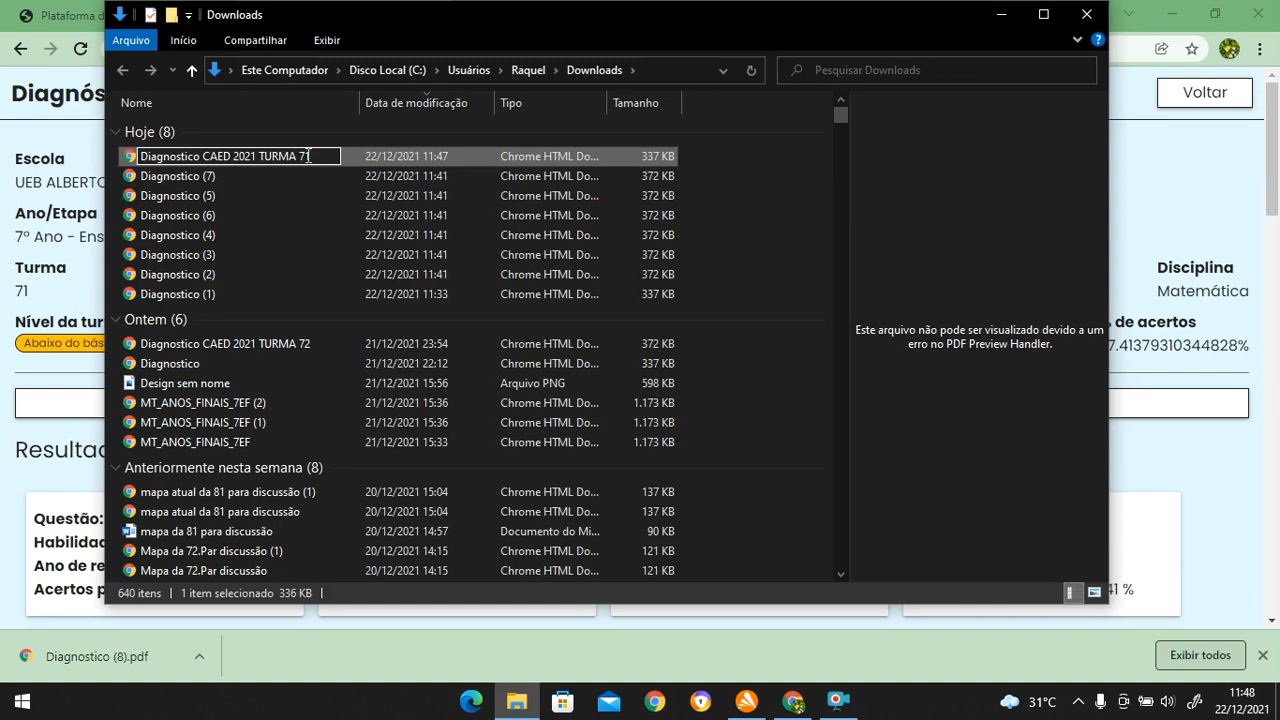 Plataforma d
Downloads
Arquivo Início Compartilhar Exibir
Este Computador Disco Local (C:) Usuários Raquel Downloads
Pesquisar Downloads
Diagnós
Voltar
Nome Data de modificação Tipo Tamanho
Hoje (8)
Diagnostico CAED 2021 TURMA 71 22/12/2021 11:47 Chrome HTML Do... 337 KB
Diagnostico (7) 22/12/2021 11:41 Chrome HTML Do... 372 KB
Diagnostico (5) 22/12/2021 11:41 Chrome HTML Do... 372 KB
Diagnostico (6) 22/12/2021 11:41 Chrome HTML Do... 372 KB
Diagnostico (4) 22/12/2021 11:41 Chrome HTML Do... 372 KB
Diagnostico (3) 22/12/2021 11:41 Chrome HTML Do... 372 KB
Diagnostico (2) 22/12/2021 11:41 Chrome HTML Do... 372 KB
Diagnostico (1) 22/12/2021 11:33 Chrome HTML Do... 337 KB
Ontem (6)
Diagnostico CAED 2021 TURMA 72 21/12/2021 23:54 Chrome HTML Do... 372 KB
Diagnostico 21/12/2021 22:12 Chrome HTML Do... 372 KB
Design sem nome 21/12/2021 15:56 Arquivo PNG 598 KB
MT_ANOS_FINAIS_7EF (2) 21/12/2021 15:36 Chrome HTML Do... 1.173 KB
MT_ANOS_FINAIS_7EF (1) 21/12/2021 15:36 Chrome HTML Do... 1.173 KB
MT_ANOS_FINAIS_7EF 21/12/2021 15:33 Chrome HTML Do... 1.173 KB
Anteriormente nesta semana (8)
mapa atual da 81 para discussão (1) 20/12/2021 15:04 Chrome HTML Do... 137 KB
mapa atual da 81 para discussão 20/12/2021 15:04 Chrome HTML Do... 137 KB
mapa da 81 para discussão 20/12/2021 14:57 Documento do Mi... 90 KB
Mapa da 72.Par discussão (1) 20/12/2021 14:15 Chrome HTML Do... 121 KB
Mapa da 72.Par discussão 20/12/2021 14:15 Chrome HTML Do... 121 KB
Este arquivo não pode ser visualizado devido a um
erro no PDF Preview Handler.
640 itens 1 item selecionado 336 KB
Escola
UEB ALBERTO
Ano/Etapa
7º Ano - Ens
Turma
71
Disciplina
Matemática
Nível da tur
Abaixo do bás
% de acertos
7.41379310344828%
Resultad
Questão:
Habilidad
Ano de re
Acertos p
41 %
Diagnostico (8).pdf
Exibir todos
31°C
11:48
22/12/2021